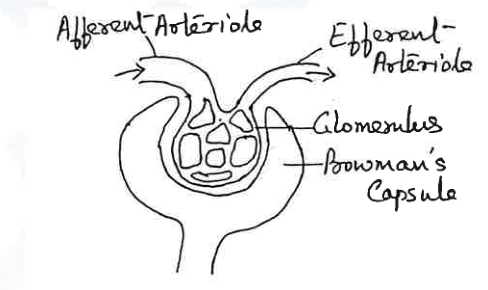 Afferent Arteriole
Efferent
Arteriole
Glomerulus
Bowman's
Capsule